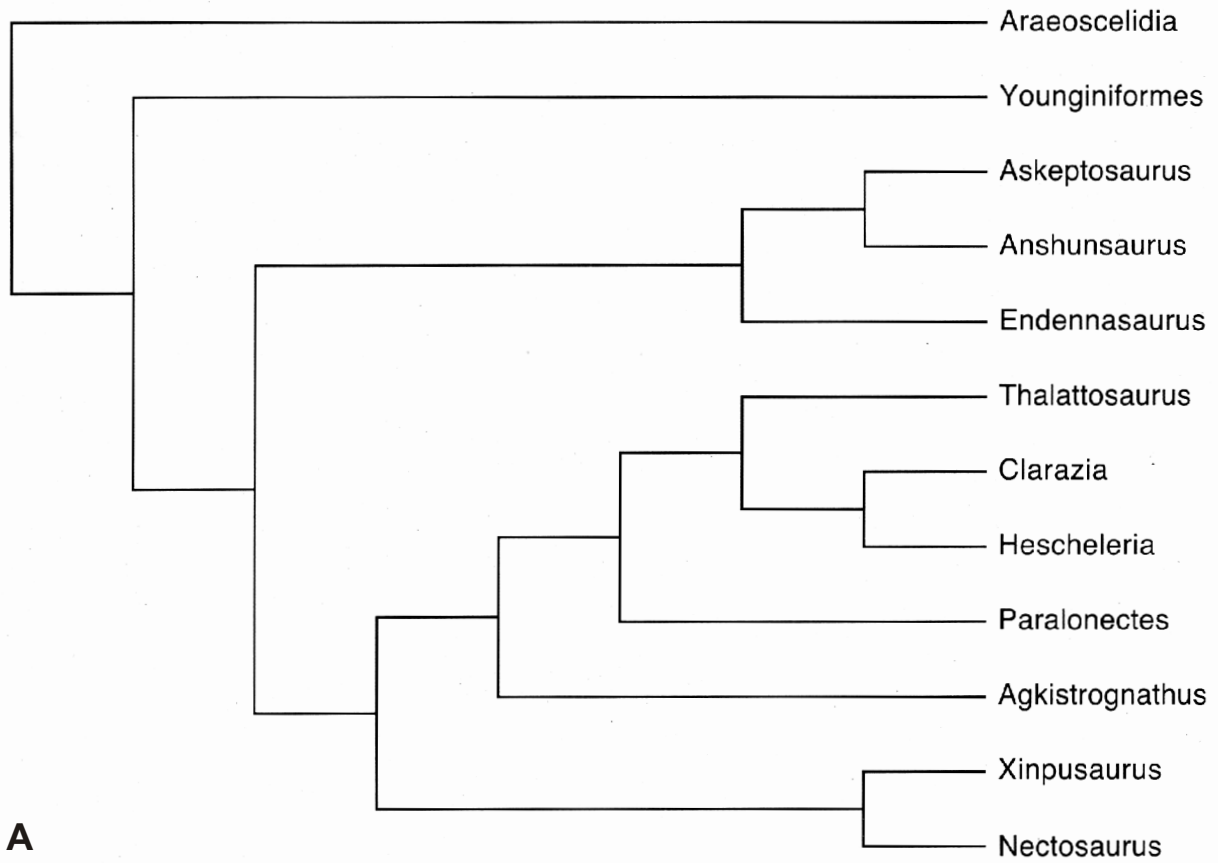 Araeoscelidia
Younginiformes
Askeptosaurus
Anshunsaurus
Endennasaurus
Thalattosaurus
Clarazia
Hescheleria
Paralonectes
Agkistrognathus
Xinpusaurus
Nectosaurus
A